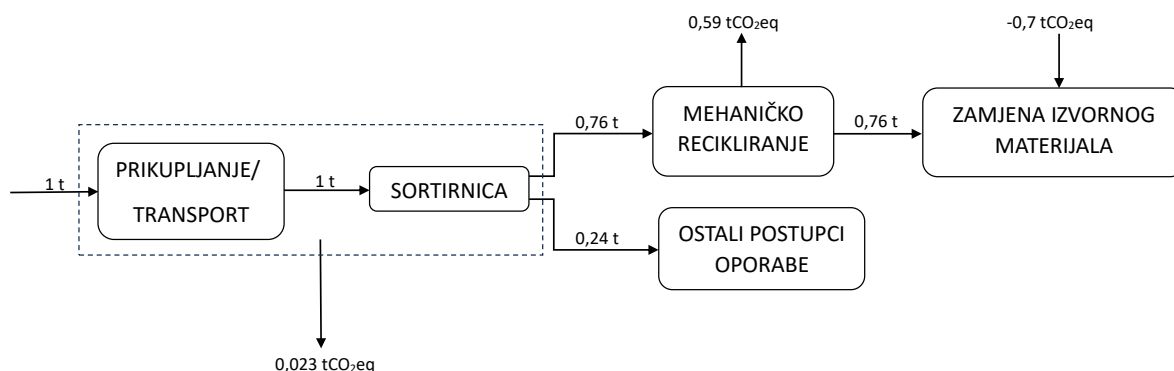 0,59 tCO₂eq
-0,7 tCO₂eq
MEHANIČKO
RECIKLIRANJE
ZAMJENA IZVORNOG
MATERIJALA
0,76 t
0,76 t
PRIKUPLJANJE/
TRANSPORT
1 t
1 t
SORTIRNICA
0,24 t
OSTALI POSTUPCI
OPORABE
0,023 tCO₂eq